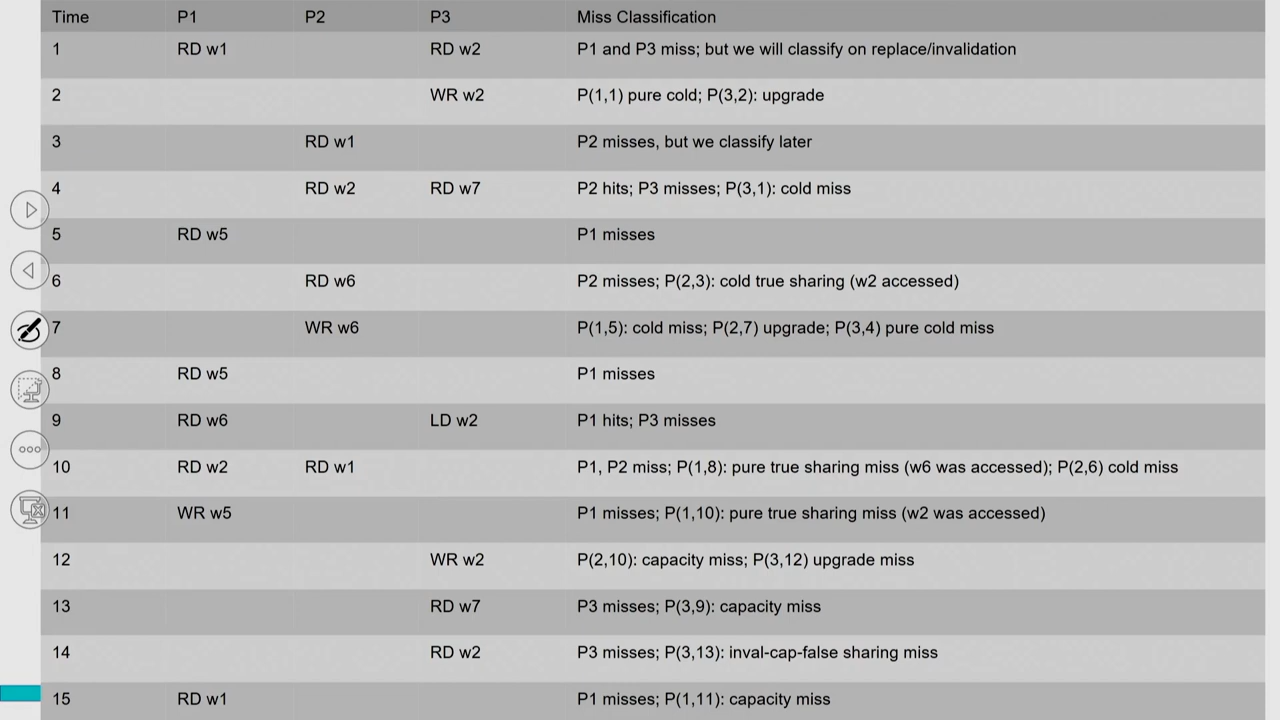 Time P1 P2 P3 Miss Classification
1 RD w1 RD w2 P1 and P3 miss; but we will classify on replace/invalidation
2 WR w2 P(1,1) pure cold; P(3,2): upgrade
3 RD w1 P2 misses, but we classify later
4 RD w2 RD w7 P2 hits; P3 misses; P(3,1): cold miss
5 RD w5 P1 misses
6 RD w6 P2 misses; P(2,3): cold true sharing (w2 accessed)
7 WR w6 P(1,5): cold miss; P(2,7) upgrade; P(3,4) pure cold miss
8 RD w5 P1 misses
9 RD w6 LD w2 P1 hits; P3 misses
10 RD w2 RD w1 P1, P2 miss; P(1,8): pure true sharing miss (w6 was accessed); P(2,6) cold miss
11 WR w5 P1 misses; P(1,10): pure true sharing miss (w2 was accessed)
12 WR w2 P(2,10): capacity miss; P(3,12) upgrade miss
13 RD w7 P3 misses; P(3,9): capacity miss
14 RD w2 P3 misses; P(3,13): inval-cap-false sharing miss
15 RD w1 P1 misses; P(1,11): capacity miss